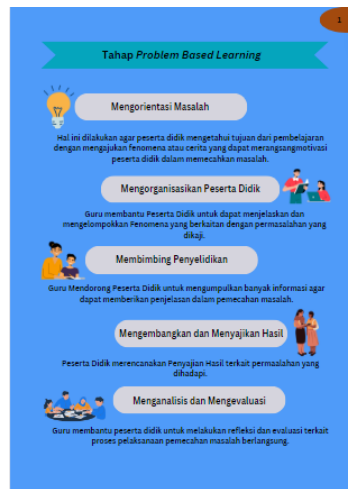 1
Tahap Problem Based Learning
Mengorientasi Masalah
Hal ini dilakukan agar peserta didik mengetahui tujuan dari pembelajaran
dengan mengajukan fenomena atau cerita yang dapat merangsangmotivasi
peserta didik dalam memecahkan masalah.
Mengorganisasikan Peserta Didik
Guru membantu Peserta Didik untuk dapat menjelaskan dan
mengelompokkan Fenomena yang berkaitan dengan permasalahan yang
dikaji.
Membimbing Penyelidikan
Guru Mendorong Peserta Didik untuk mengumpulkan banyak informasi agar
dapat memberikan penjelasan dalam pemecahan masalah.
Mengembangkan dan Menyajikan Hasil
Peserta Didik merencanakan Penyajian Hasil terkait permaalahan yang
dihadapi.
Menganalisis dan Mengevaluasi
Guru membantu peserta didik untuk melakukan refleksi dan evaluasi terkait
proses pelaksanaan pemecahan masalah berlangsung.